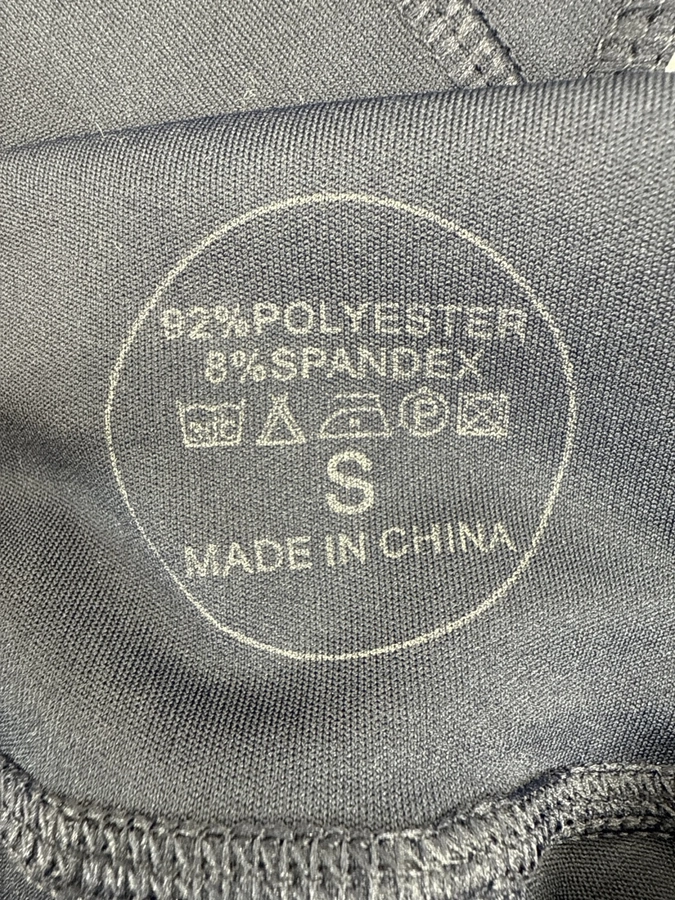 92%POLYESTER
8%SPANDEX
S
MADE IN CHINA